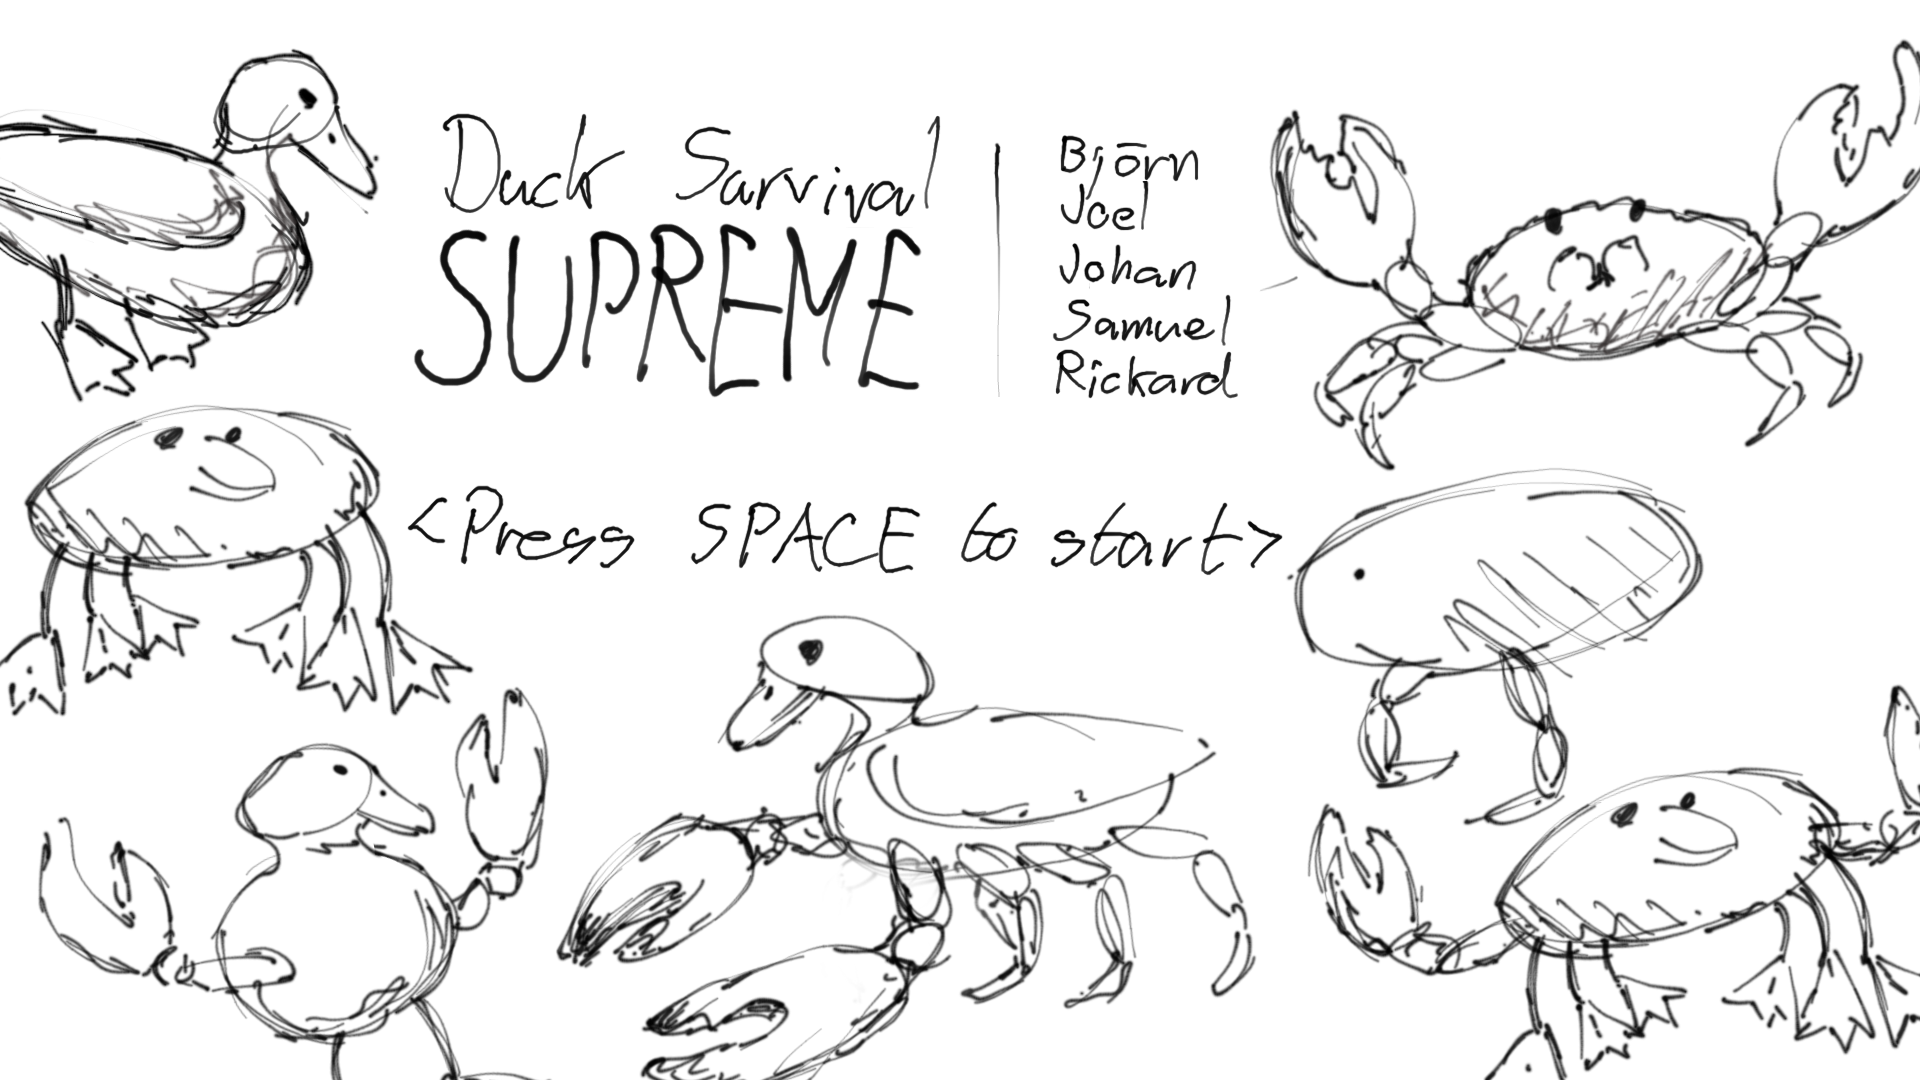 Duck Survival
SUPREME
Björn
Joel
Johan
Samuel
Rickard
<Press SPACE to start>